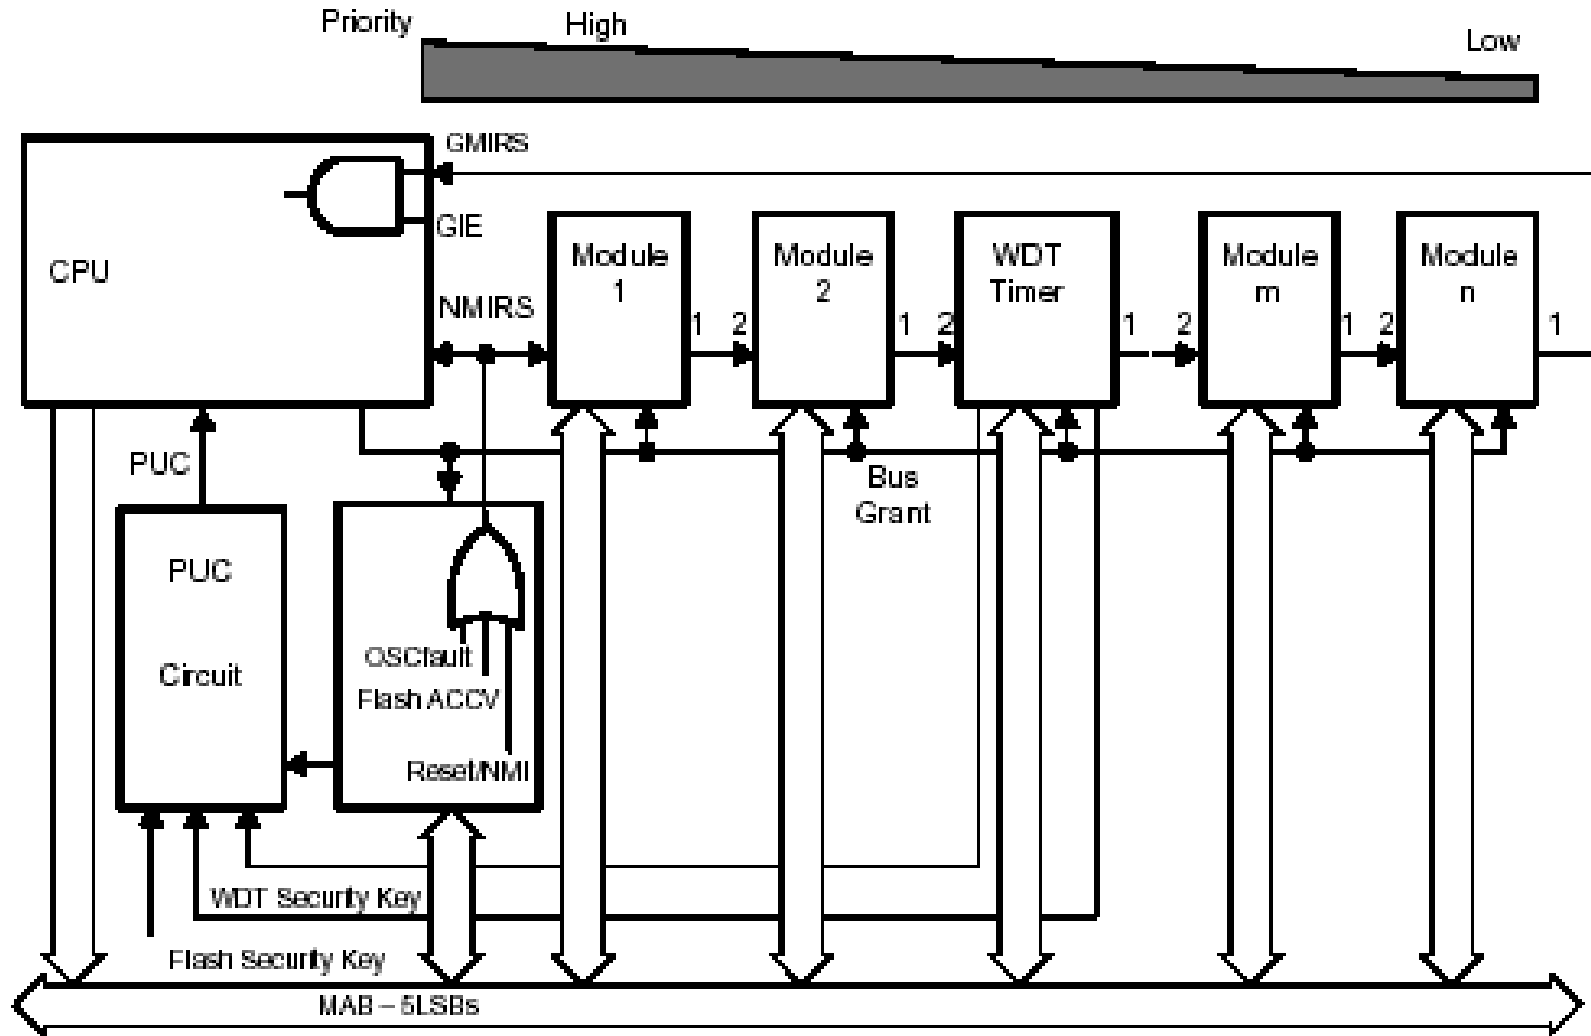 Priority
High
Low
GMIRS
GIE
CPU
NMIRS
Module
1
Module
2
WDT
Timer
Module
m
Module
n
1 2
1 2
1 2
1 2
1
PUC
Bus
Grant
PUC
Circuit
OSCfault
Flash ACCV
Reset/NMI
WDT Security Key
Flash Security Key
MAB – 5LSBs